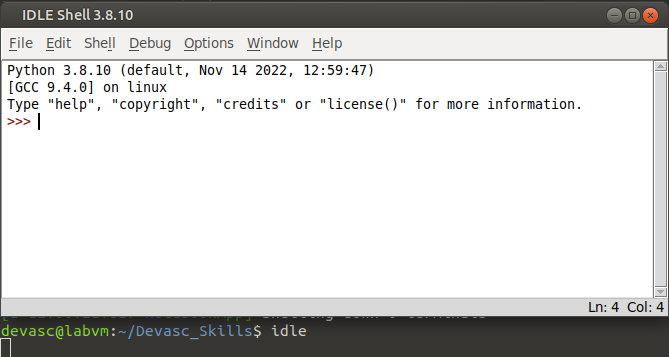 IDLE Shell 3.8.10
File Edit Shell Debug Options Window Help
Python 3.8.10 (default, Nov 14 2022, 12:59:47)
[GCC 9.4.0] on linux
Type "help", "copyright", "credits" or "license()" for more information.
>>>
Ln: 4 Col: 4
devasc@labvm:~/Devasc_Skills$ idle